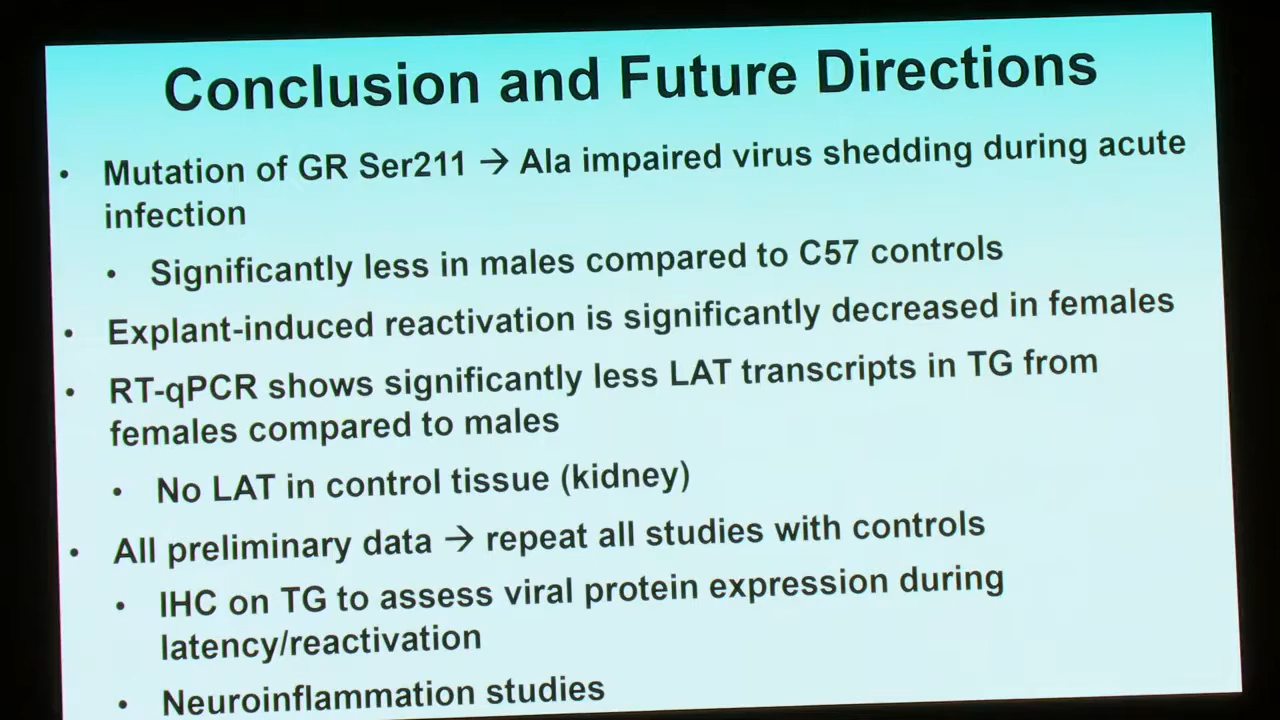 Conclusion and Future Directions
• Mutation of GR Ser211 → Ala impaired virus shedding during acute
infection
• Significantly less in males compared to C57 controls
• Explant-induced reactivation is significantly decreased in females
• RT-qPCR shows significantly less LAT transcripts in TG from
females compared to males
• No LAT in control tissue (kidney)
• All preliminary data → repeat all studies with controls
• IHC on TG to assess viral protein expression during
latency/reactivation
• Neuroinflammation studies